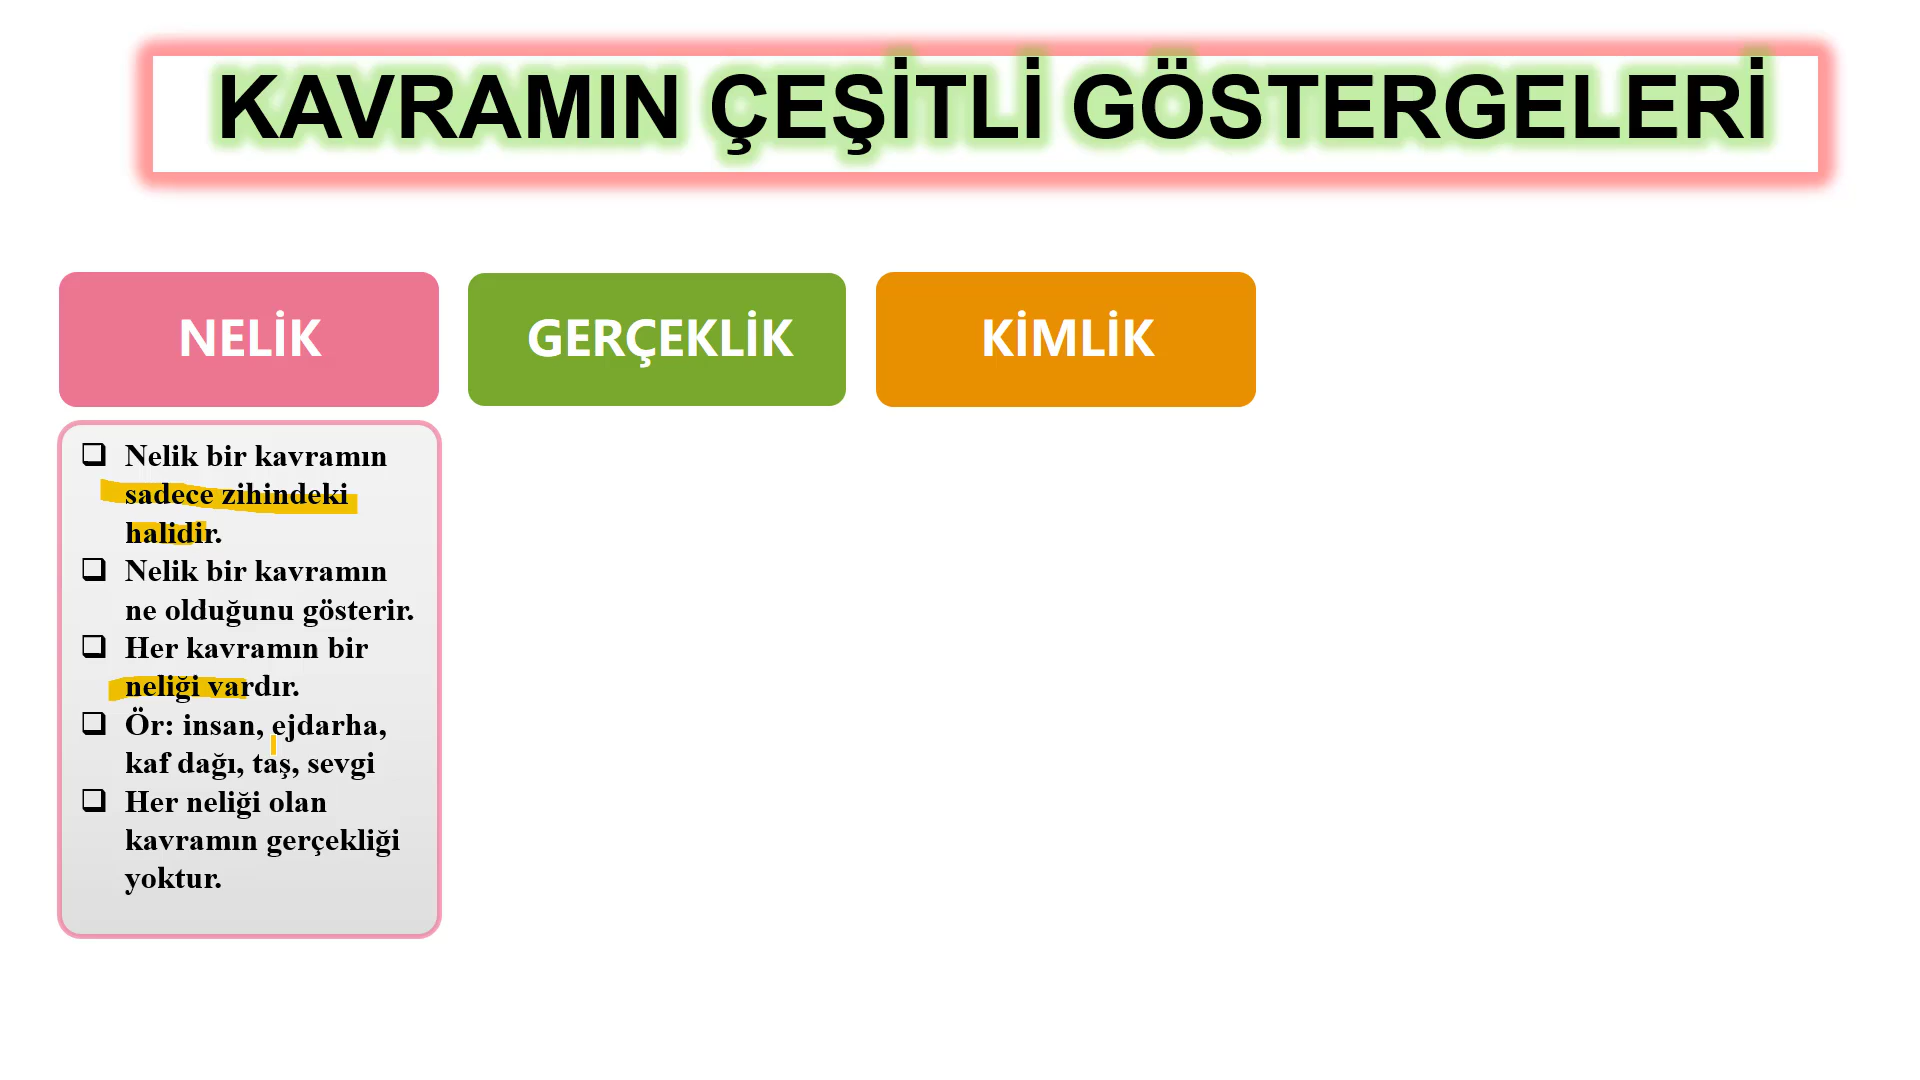 KAVRAMIN ÇEŞİTLİ GÖSTERGELERİ
NELİK
GERÇEKLİK
KİMLİK
Nelik bir kavramın
sadece zihindeki
halidir.
Nelik bir kavramın
ne olduğunu gösterir.
Her kavramın bir
neliği vardır.
Ör: insan, ejdarha,
kaf dağı, taş, sevgi
Her neliği olan
kavramın gerçekliği
yoktur.